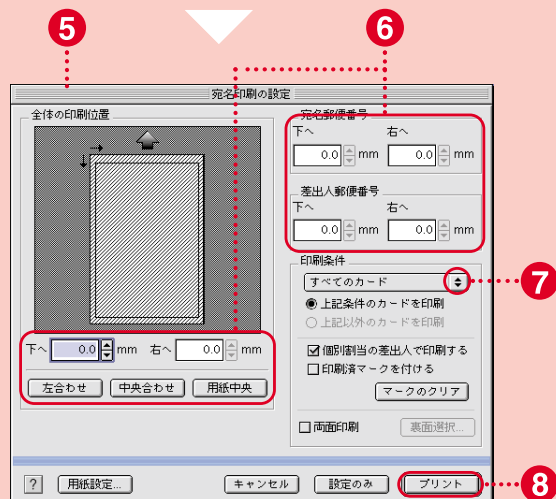 5
6
宛名印刷の設定
全体の印刷位置
下へ 0.0 mm 右へ 0.0 mm
左合わせ 中央合わせ 用紙中央
宛名郵便番号
下へ 右へ
0.0 mm 0.0 mm
差出人郵便番号
下へ 右へ
0.0 mm 0.0 mm
印刷条件
すべてのカード
7
上記条件のカードを印刷
上記以外のカードを印刷
個別割当の差出人で印刷する
印刷済マークを付ける
マークのクリア
両面印刷 裏面選択...
? 用紙設定... キャンセル 設定のみ プリント
8